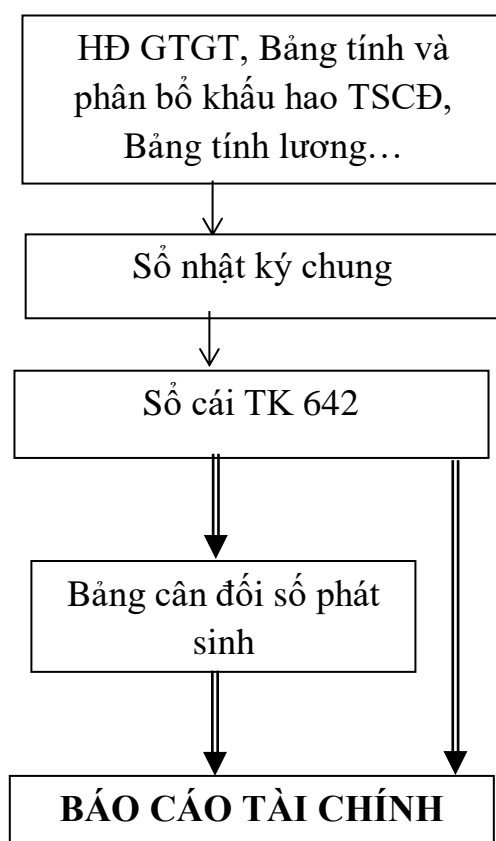 HĐ GTGT, Bảng tính và
phân bổ khấu hao TSCĐ,
Bảng tính lương…
Sổ nhật ký chung
Sổ cái TK 642
Bảng cân đối số phát
sinh
BÁO CÁO TÀI CHÍNH